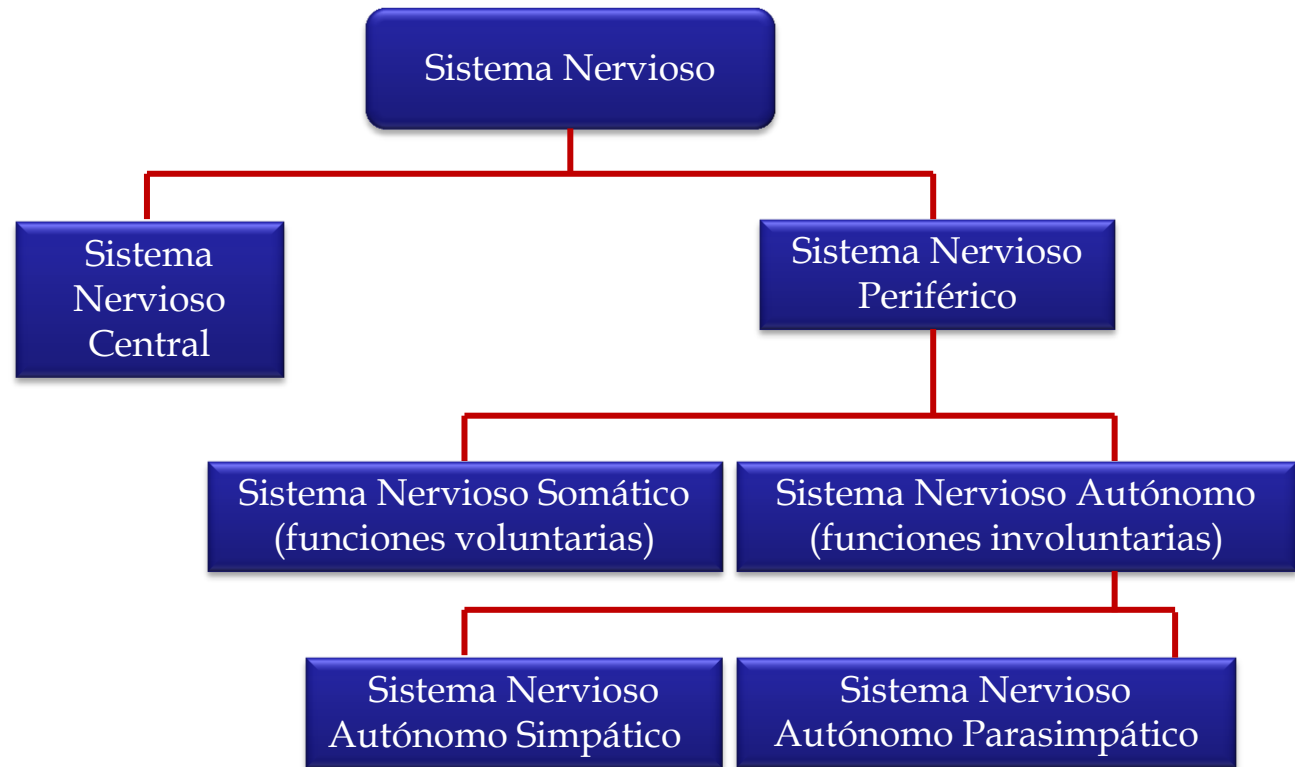 Sistema Nervioso
Sistema
Nervioso
Central
Sistema Nervioso
Periférico
Sistema Nervioso Somático
(funciones voluntarias)
Sistema Nervioso Autónomo
(funciones involuntarias)
Sistema Nervioso
Autónomo Simpático
Sistema Nervioso
Autónomo Parasimpático